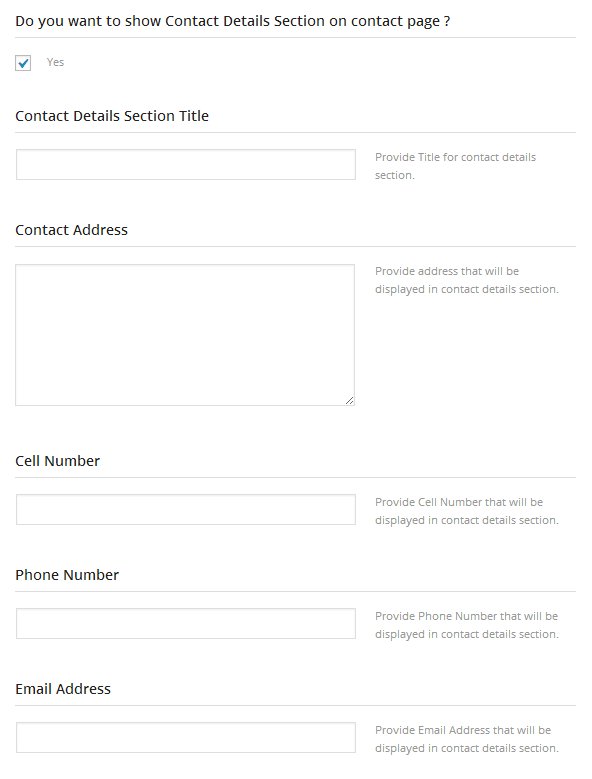 Do you want to show Contact Details Section on contact page ?
Yes
Contact Details Section Title
Provide Title for contact details
section.
Contact Address
Provide address that will be
displayed in contact details section.
Cell Number
Provide Cell Number that will be
displayed in contact details section.
Phone Number
Provide Phone Number that will be
displayed in contact details section.
Email Address
Provide Email Address that will be
displayed in contact details section.